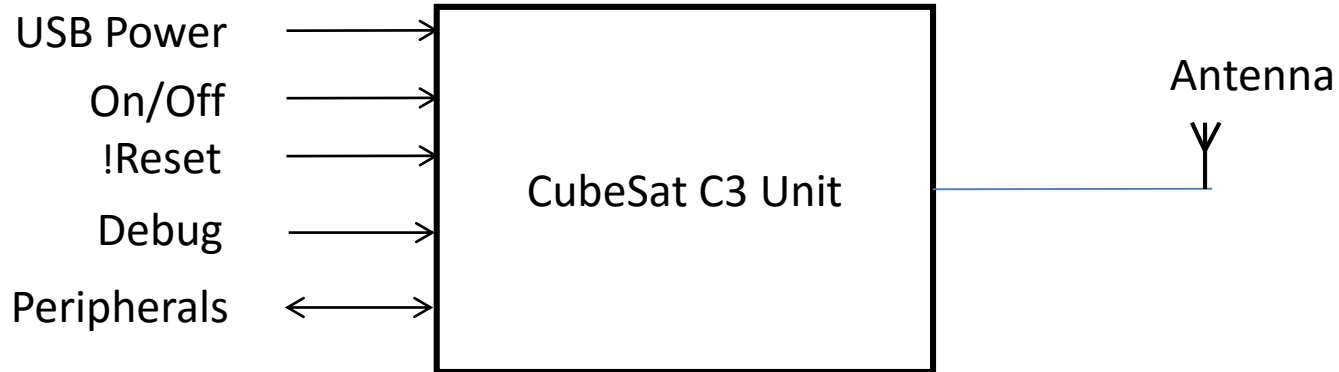 USB Power
On/Off
!Reset
Debug
Peripherals
CubeSat C3 Unit
Antenna